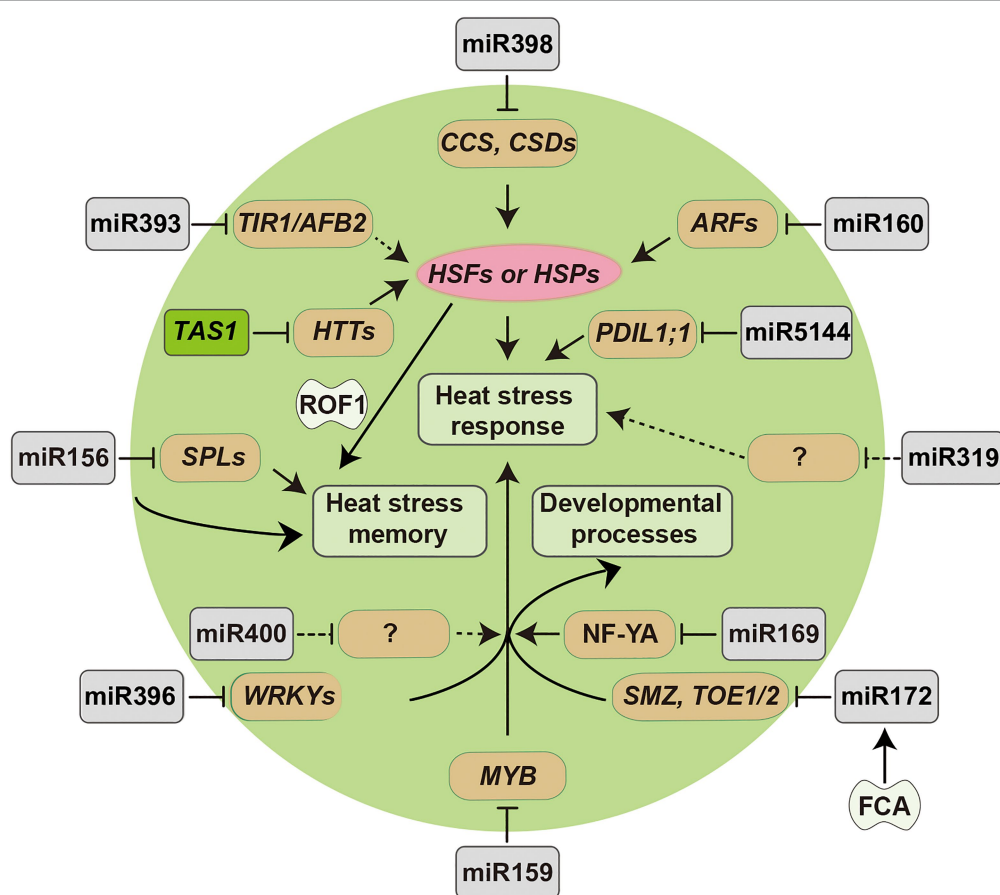 miR398
CCS, CSDs
miR393
TIR1/AFB2
ARFs
miR160
HSFs or HSPs
TAS1
HTTs
PDIL1;1
miR5144
ROF1
Heat stress
response
miR156
SPLs
?
miR319
Heat stress
memory
Developmental
processes
miR400
?
NF-YA
miR169
miR396
WRKYs
SMZ, TOE1/2
miR172
MYB
FCA
miR159